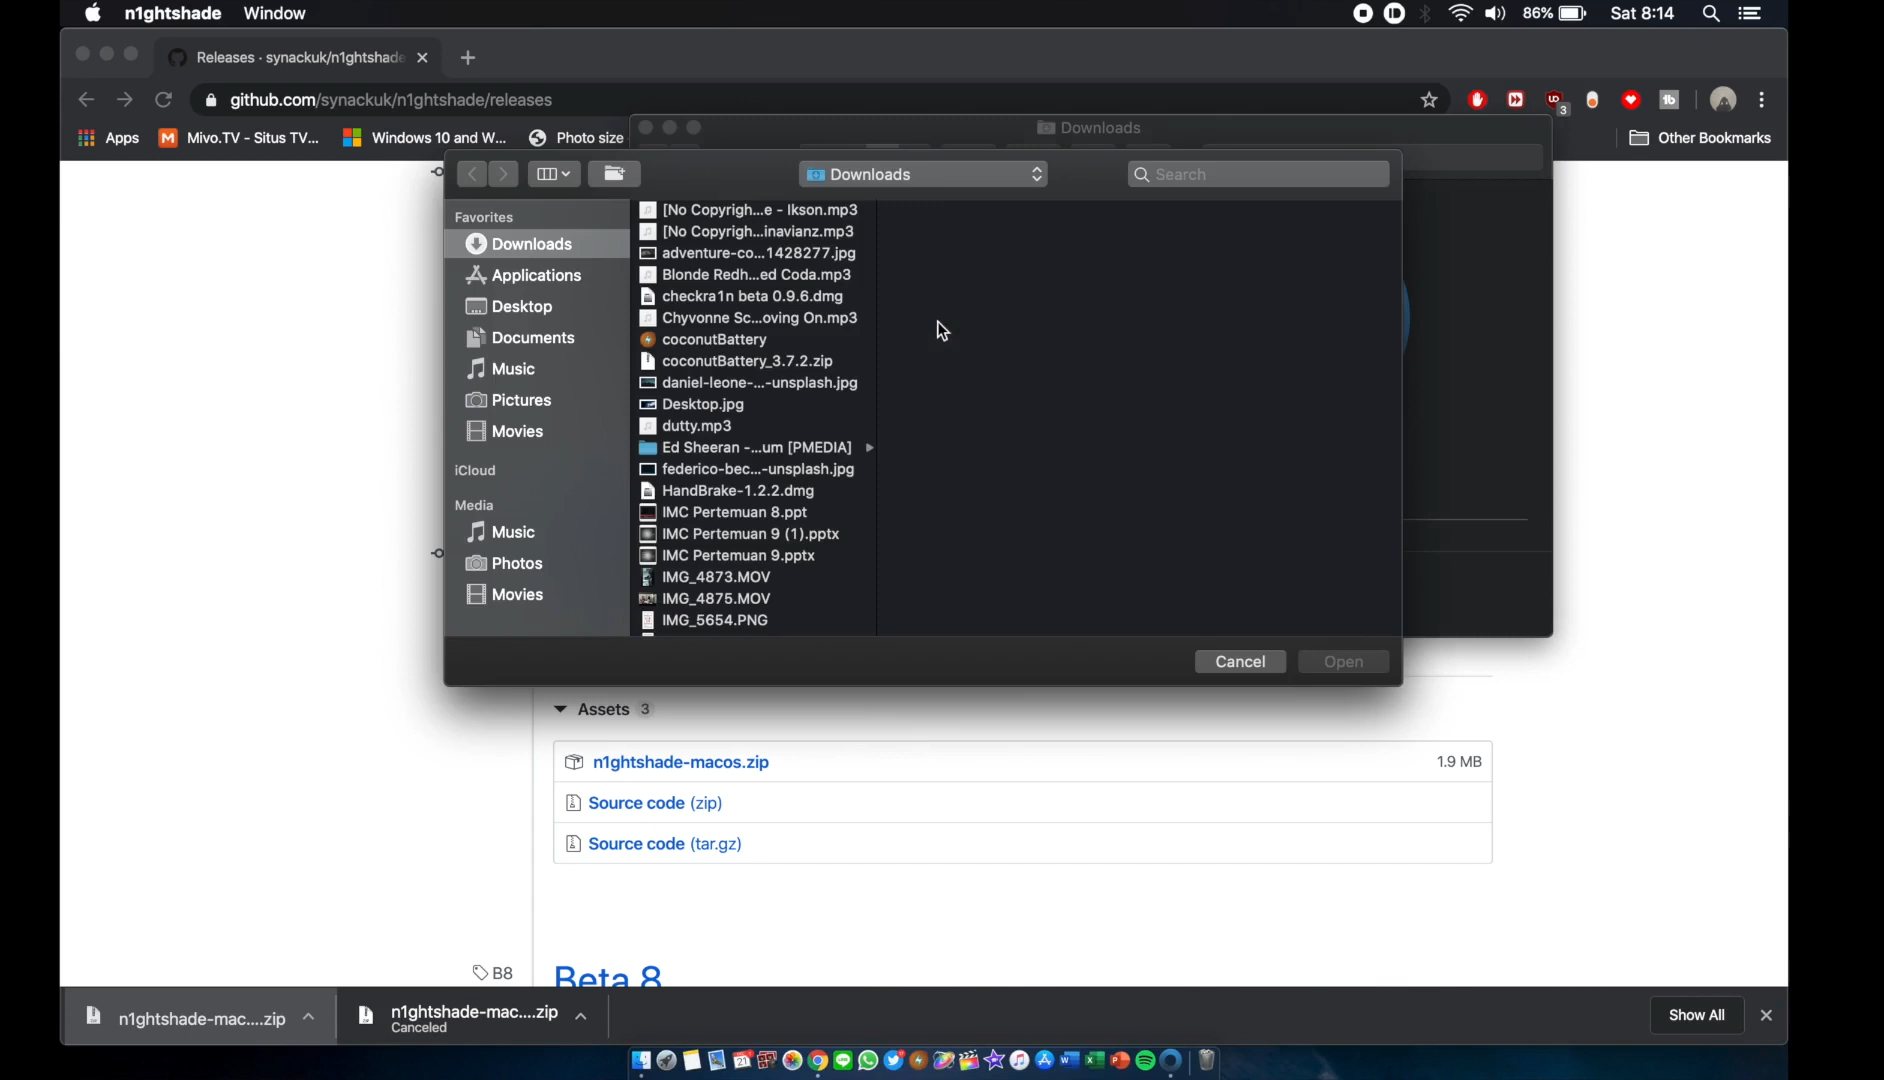 n1ghtshade Window 86% Sat 8:14
Releases · synackuk/n1ghtshade
github.com/synackuk/n1ghtshade/releases
3
Apps Mivo.TV - Situs TV... Windows 10 and W... Photo size Other Bookmarks
Downloads
Downloads Search
Favorites
Downloads
Applications
Desktop
Documents
Music
Pictures
Movies
iCloud
Media
Music
Photos
Movies
[No Copyrigh...e - Ikson.mp3
[No Copyrigh...inavianz.mp3
adventure-co...1428277.jpg
Blonde Redh...ed Coda.mp3
checkra1n beta 0.9.6.dmg
Chyvonne Sc...oving On.mp3
coconutBattery
coconutBattery_3.7.2.zip
daniel-leone-...-unsplash.jpg
Desktop.jpg
dutty.mp3
Ed Sheeran -...um [PMEDIA]
federico-bec...-unsplash.jpg
HandBrake-1.2.2.dmg
IMC Pertemuan 8.ppt
IMC Pertemuan 9 (1).pptx
IMC Pertemuan 9.pptx
IMG_4873.MOV
IMG_4875.MOV
IMG_5654.PNG
Cancel Open
Assets 3
n1ghtshade-macos.zip 1.9 MB
Source code (zip)
Source code (tar.gz)
B8
Beta 8
n1ghtshade-mac....zip
n1ghtshade-mac....zip
Canceled
Show All